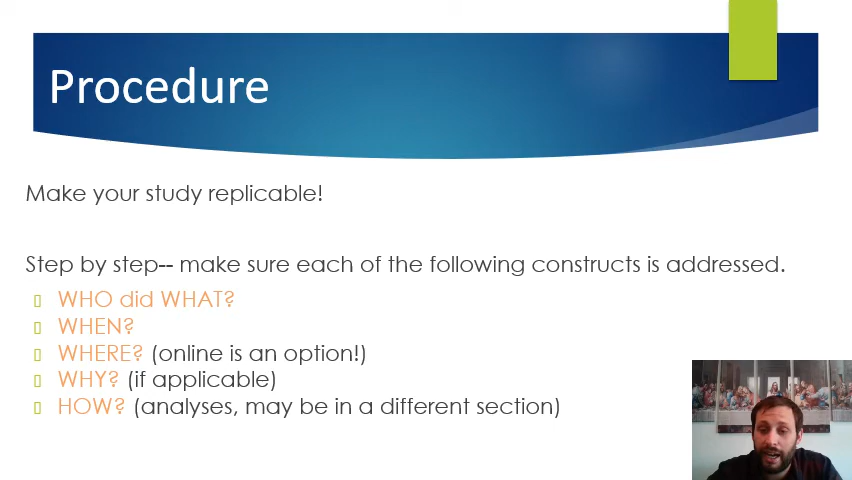 Procedure
Make your study replicable!
Step by step-- make sure each of the following constructs is addressed.
WHO did WHAT?
WHEN?
WHERE? (online is an option!)
WHY? (if applicable)
HOW? (analyses, may be in a different section)